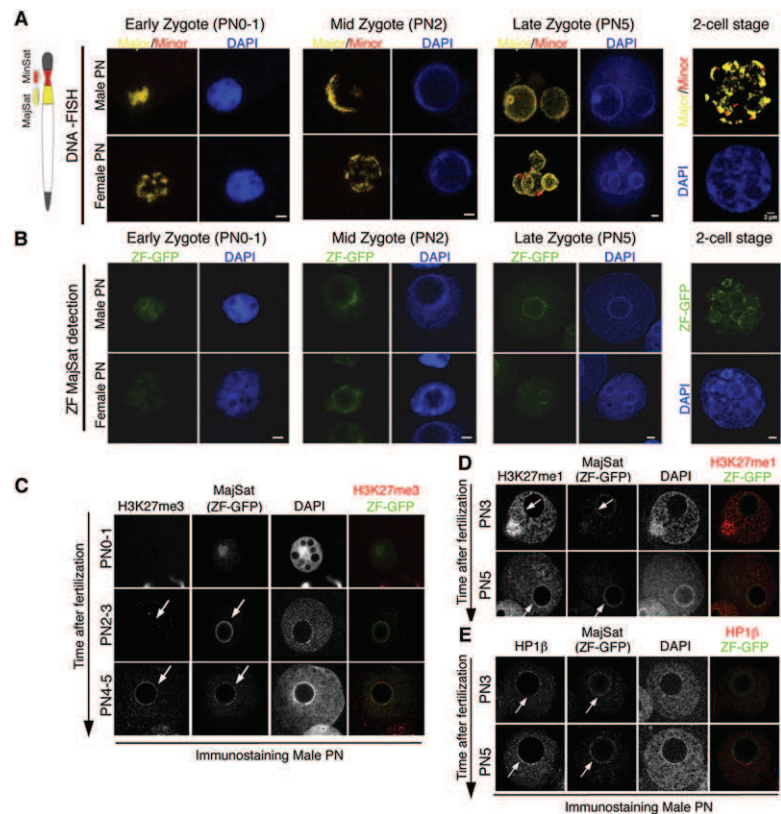 A
MinSat
MajSat
DNA -FISH
Early Zygote (PN0-1)
Mid Zygote (PN2)
Late Zygote (PN5)
2-cell stage
Major/Minor
DAPI
Major/Minor
DAPI
Major/Minor
DAPI
Male PN
Female PN
Major/Minor
DAPI
2 µm
B
ZF MajSat detection
Early Zygote (PN0-1)
Mid Zygote (PN2)
Late Zygote (PN5)
2-cell stage
ZF-GFP
DAPI
ZF-GFP
DAPI
ZF-GFP
DAPI
Male PN
Female PN
ZF-GFP
DAPI
C
H3K27me3
MajSat
(ZF-GFP)
DAPI
H3K27me3
ZF-GFP
Time after fertilization
PN0-1
PN2-3
PN4-5
Immunostaining Male PN
D
H3K27me1
MajSat
(ZF-GFP)
DAPI
H3K27me1
ZF-GFP
Time after fertilization
PN3
PN5
E
HP1β
MajSat
(ZF-GFP)
DAPI
HP1β
ZF-GFP
Time after fertilization
PN3
PN5
Immunostaining Male PN